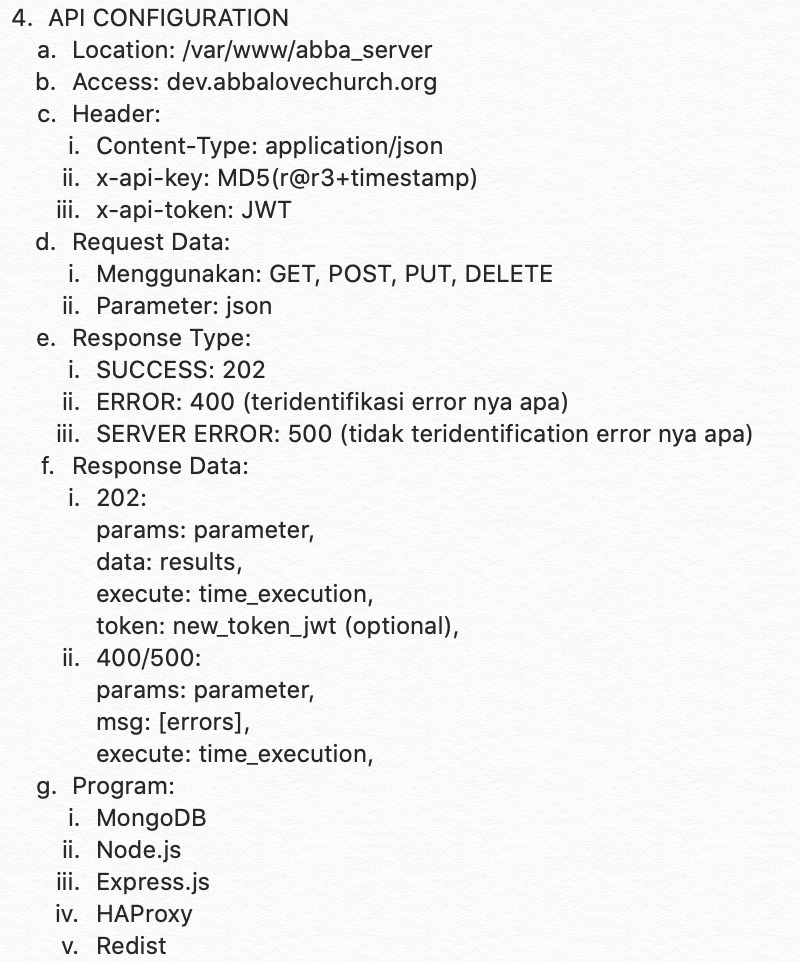 4. API CONFIGURATION
a. Location: /var/www/abba_server
b. Access: dev.abbalovechurch.org
c. Header:
i. Content-Type: application/json
ii. x-api-key: MD5(r@r3+timestamp)
iii. x-api-token: JWT
d. Request Data:
i. Menggunakan: GET, POST, PUT, DELETE
ii. Parameter: json
e. Response Type:
i. SUCCESS: 202
ii. ERROR: 400 (teridentifikasi error nya apa)
iii. SERVER ERROR: 500 (tidak teridentification error nya apa)
f. Response Data:
i. 202:
params: parameter,
data: results,
execute: time_execution,
token: new_token_jwt (optional),
ii. 400/500:
params: parameter,
msg: [errors],
execute: time_execution,
g. Program:
i. MongoDB
ii. Node.js
iii. Express.js
iv. HAProxy
v. Redist